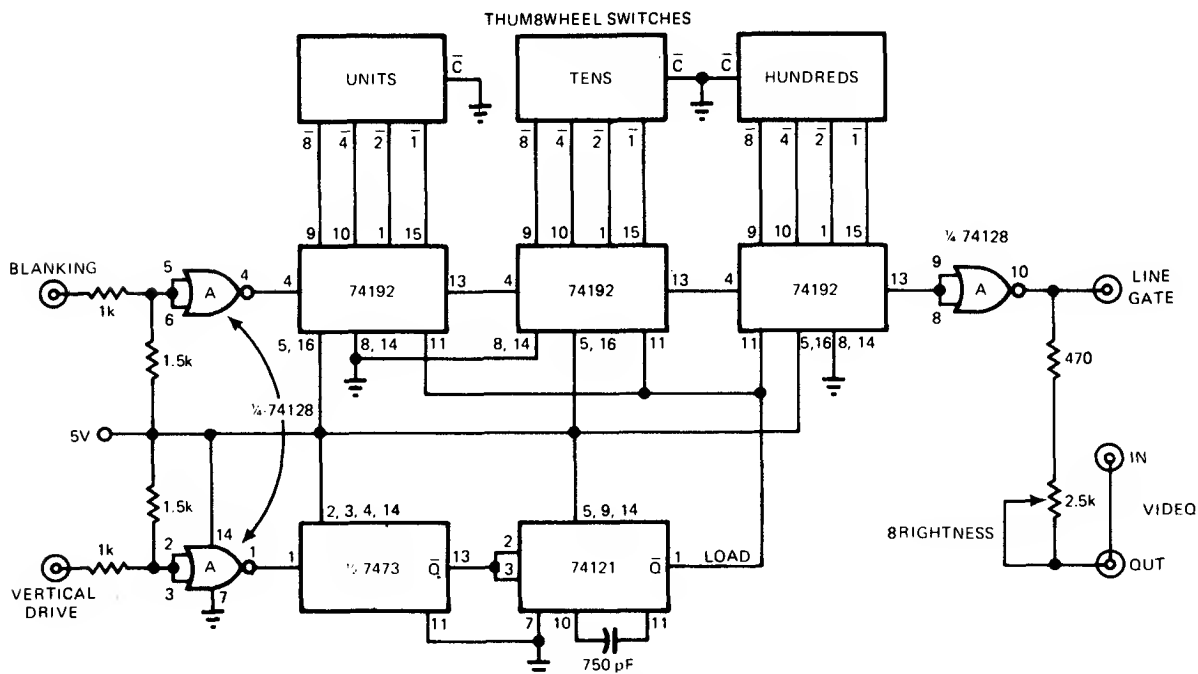 THUM8WHEEL SWITCHES
UNITS
C̅
TENS
C̅
C̅
HUNDREDS
8̅ 4̅ 2̅ 1̅
8̅ 4̅ 2̅ 1̅
8̅ 4̅ 2̅ 1̅
9 10 1 15
9 10 1 15
9 10 1 15
¼ 74128
BLANKING
1k
5
6
A
4
4
74192
13
4
74192
13
4
74192
13
9
8
A
10
LINE
GATE
5, 16
8, 14
11
8, 14
5, 16
11
11
5,16
8, 14
1.5k
470
¼-74128
5V
1.5k
IN
VIDEQ
2.5k
8RIGHTNESS
QUT
2, 3, 4, 14
5, 9, 14
VERTICAL
DRIVE
1k
2
3
A
14
1
7
1
½ 7473
Q̅
13
2
3
74121
Q̅
1
LOAD
11
7
10
11
750 pF